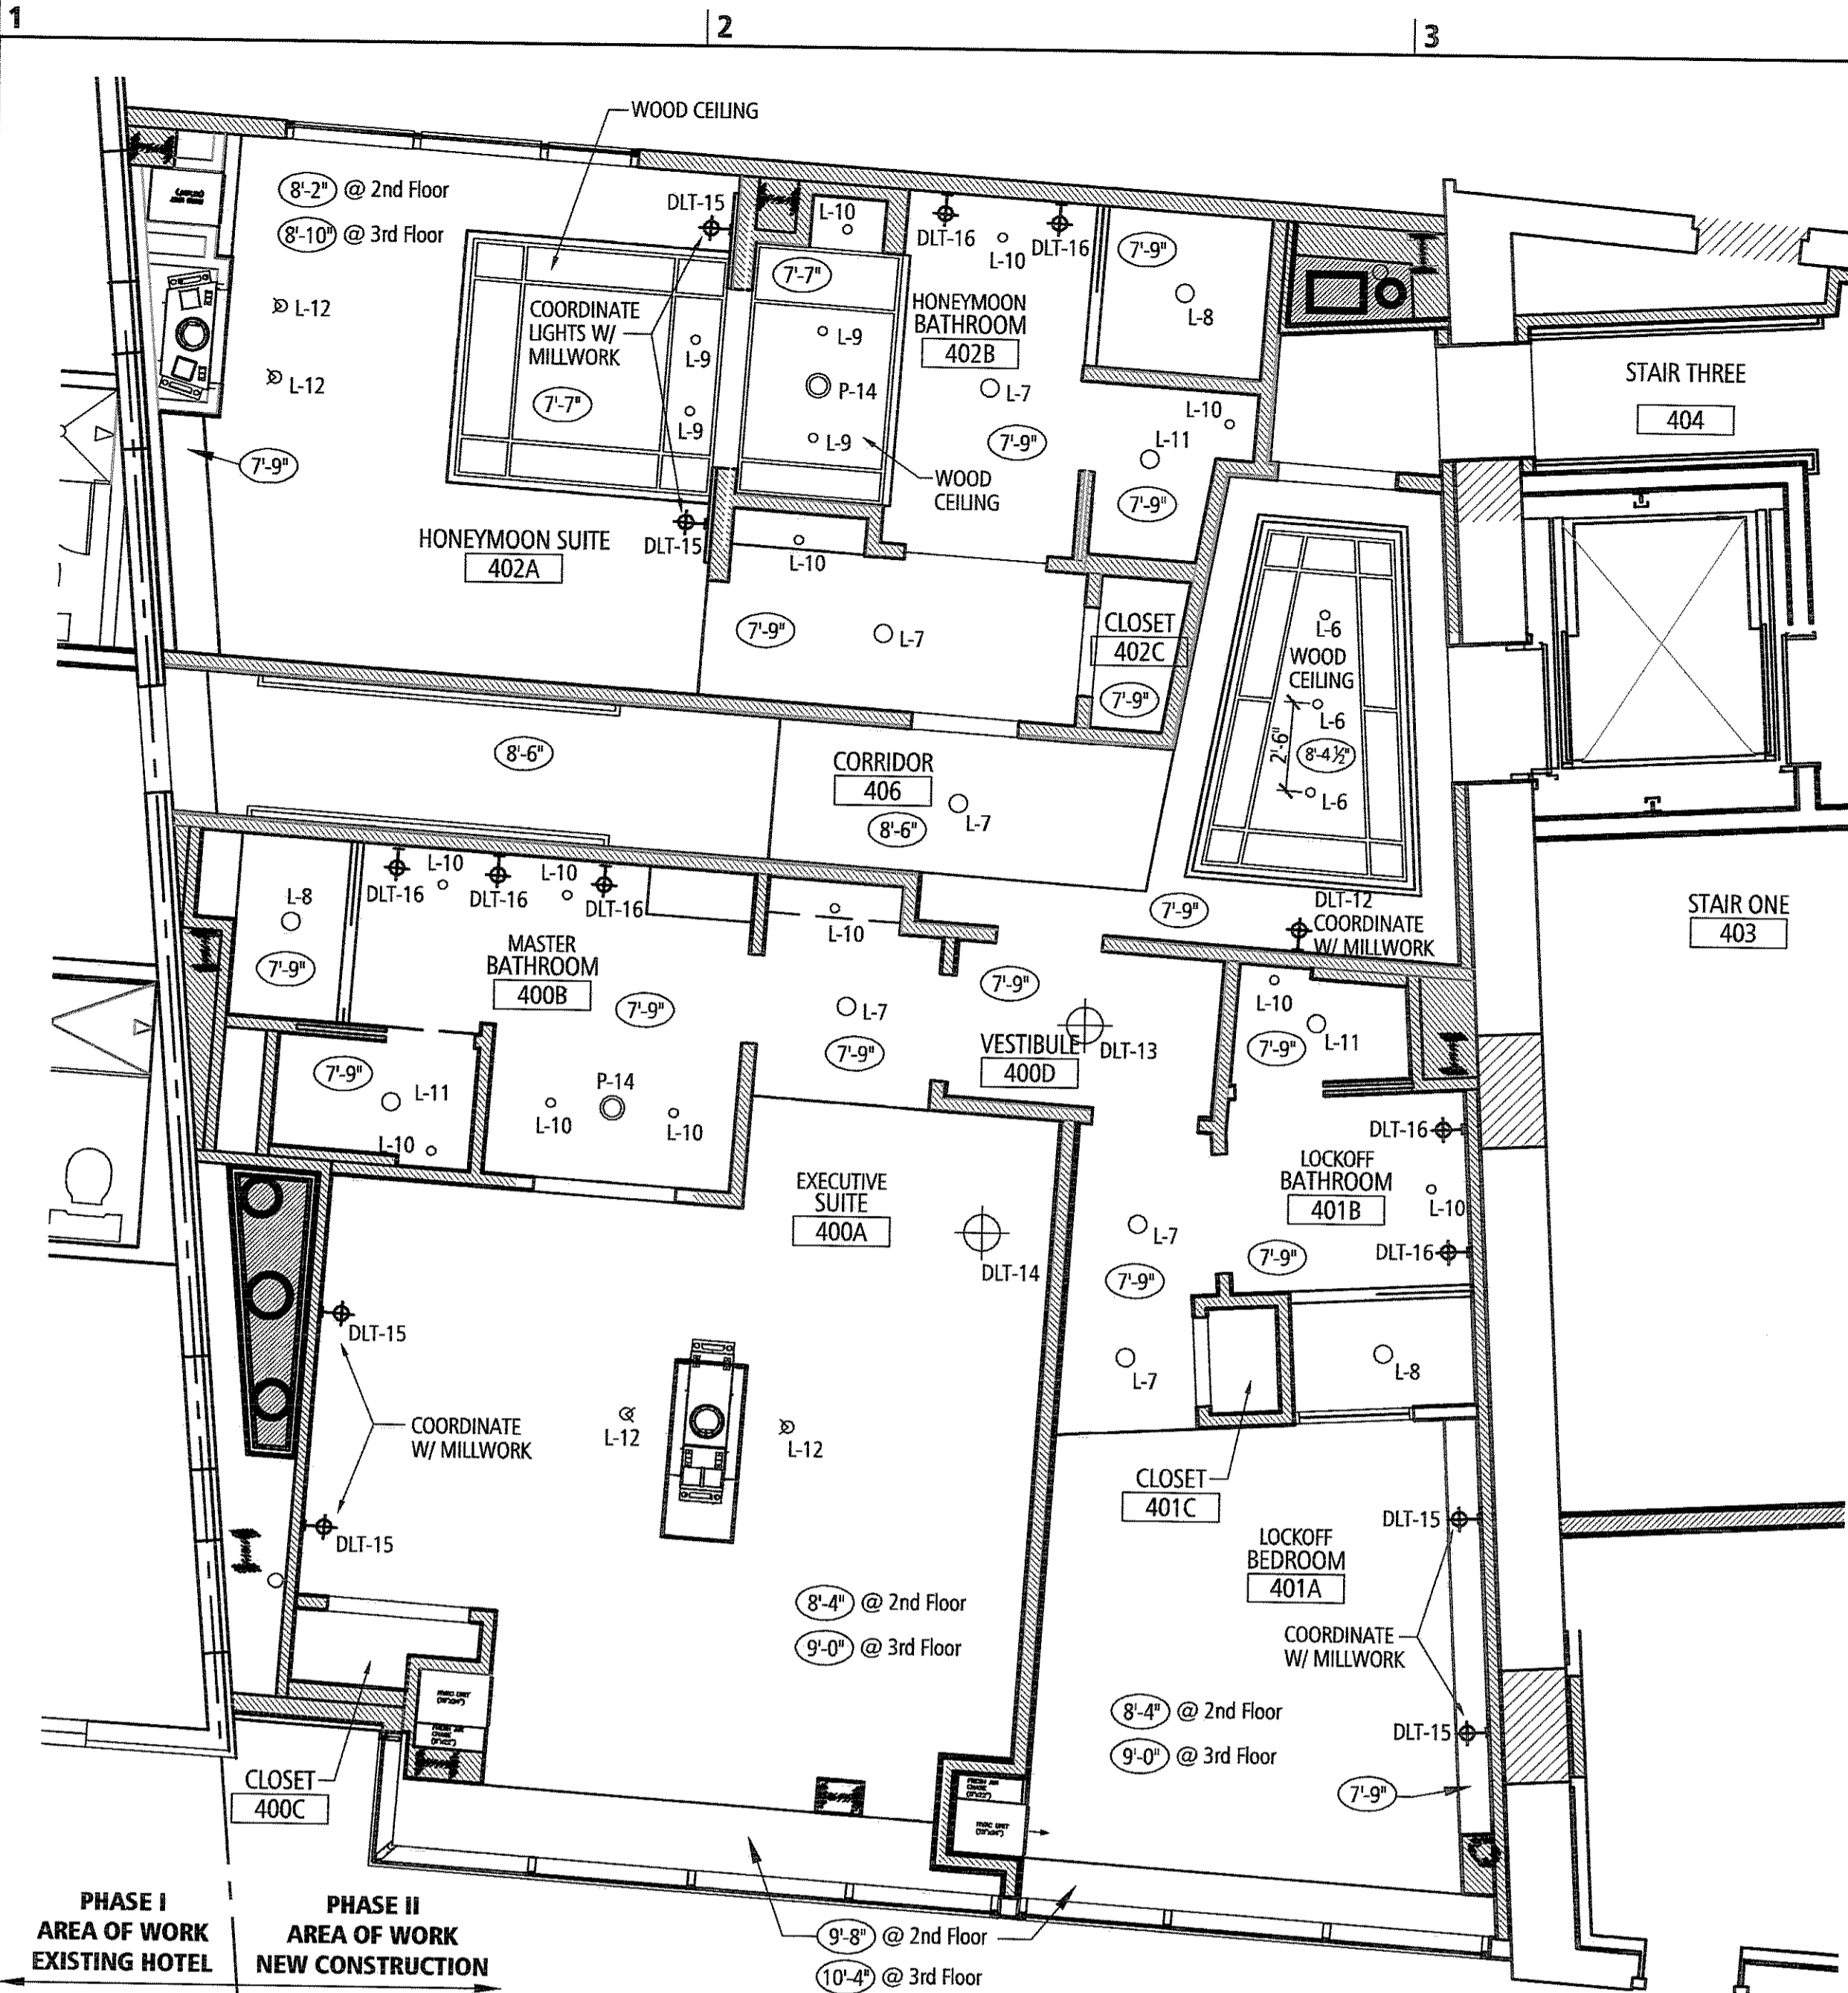 1
2
3
WOOD CEILING
8'-2" @ 2nd Floor
8'-10" @ 3rd Floor
DLT-15
L-10
DLT-16
L-10
DLT-16
7'-9"
7'-7"
L-12
COORDINATE
LIGHTS W/
MILLWORK
L-9
L-9
HONEYMOON
BATHROOM
402B
L-8
L-12
7'-7"
L-9
P-14
L-7
L-10
STAIR THREE
404
7'-9"
L-9
7'-9"
L-11
WOOD
CEILING
7'-9"
HONEYMOON SUITE
402A
DLT-15
L-10
7'-9"
L-7
CLOSET
402C
7'-9"
L-6
WOOD
CEILING
L-6
2'-6"
8'-4 ½"
L-6
8'-6"
CORRIDOR
406
8'-6"
L-7
L-8
DLT-16
L-10
DLT-16
L-10
DLT-16
L-10
7'-9"
DLT-12
COORDINATE
W/ MILLWORK
STAIR ONE
403
7'-9"
MASTER
BATHROOM
400B
7'-9"
L-7
7'-9"
7'-9"
VESTIBULE
400D
DLT-13
L-10
7'-9"
L-11
7'-9"
L-11
L-10
P-14
L-10
L-10
DLT-16
LOCKOFF
BATHROOM
401B
L-10
DLT-16
7'-9"
EXECUTIVE
SUITE
400A
DLT-14
L-7
7'-9"
DLT-15
L-7
L-8
COORDINATE
W/ MILLWORK
L-12
L-12
DLT-15
CLOSET
401C
DLT-15
LOCKOFF
BEDROOM
401A
8'-4" @ 2nd Floor
9'-0" @ 3rd Floor
COORDINATE
W/ MILLWORK
8'-4" @ 2nd Floor
9'-0" @ 3rd Floor
DLT-15
7'-9"
CLOSET
400C
PHASE I
AREA OF WORK
EXISTING HOTEL
PHASE II
AREA OF WORK
NEW CONSTRUCTION
9'-8" @ 2nd Floor
10'-4" @ 3rd Floor